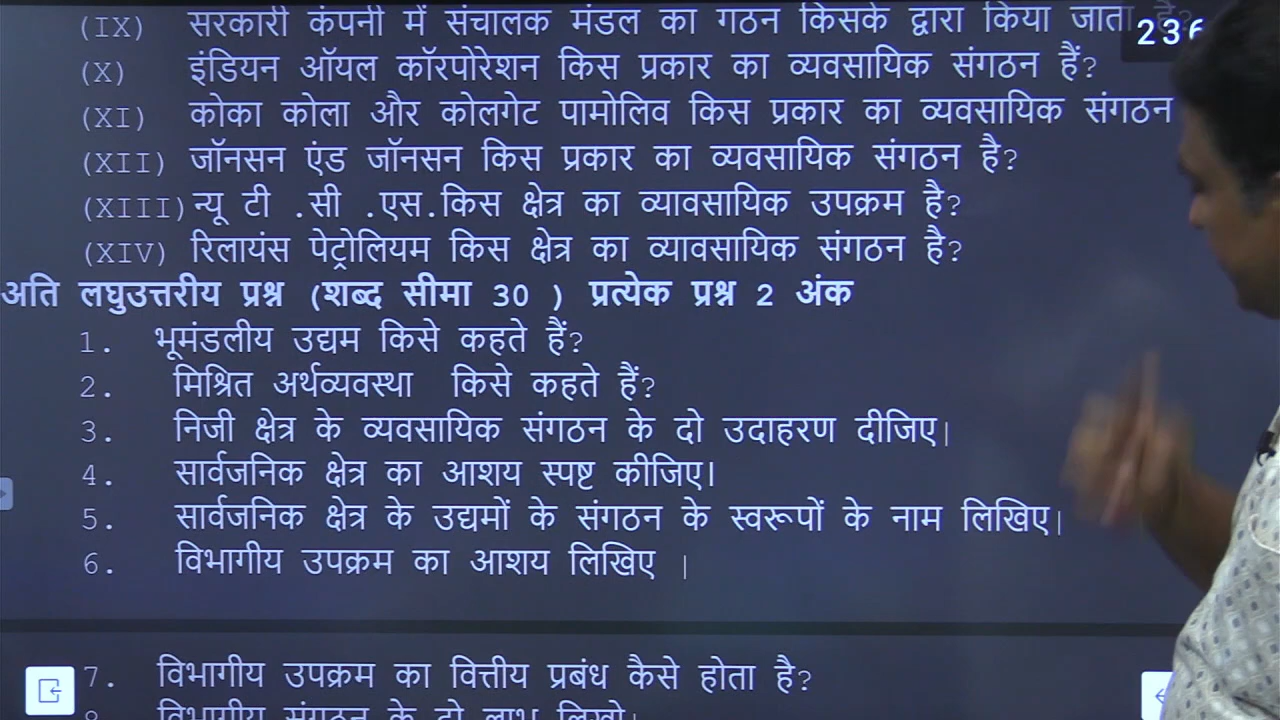 (IX) सरकारी कंपनी में संचालक मंडल का गठन किसके द्वारा किया जाता है?
236
(X) इंडियन ऑयल कॉरपोरेशन किस प्रकार का व्यवसायिक संगठन हैं?
(XI) कोका कोला और कोलगेट पामोलिव किस प्रकार का व्यवसायिक संगठन
(XII) जॉनसन एंड जॉनसन किस प्रकार का व्यवसायिक संगठन है?
(XIII) न्यू टी .सी .एस.किस क्षेत्र का व्यावसायिक उपक्रम है?
(XIV) रिलायंस पेट्रोलियम किस क्षेत्र का व्यावसायिक संगठन है?
अति लघुउत्तरीय प्रश्न (शब्द सीमा 30 ) प्रत्येक प्रश्न 2 अंक
1. भूमंडलीय उद्यम किसे कहते हैं?
2. मिश्रित अर्थव्यवस्था किसे कहते हैं?
3. निजी क्षेत्र के व्यवसायिक संगठन के दो उदाहरण दीजिए|
4. सार्वजनिक क्षेत्र का आशय स्पष्ट कीजिए।
5. सार्वजनिक क्षेत्र के उद्यमों के संगठन के स्वरूपों के नाम लिखिए|
6. विभागीय उपक्रम का आशय लिखिए |
7. विभागीय उपक्रम का वित्तीय प्रबंध कैसे होता है?
8. विभागीय संगठन के दो लाभ लिखो।